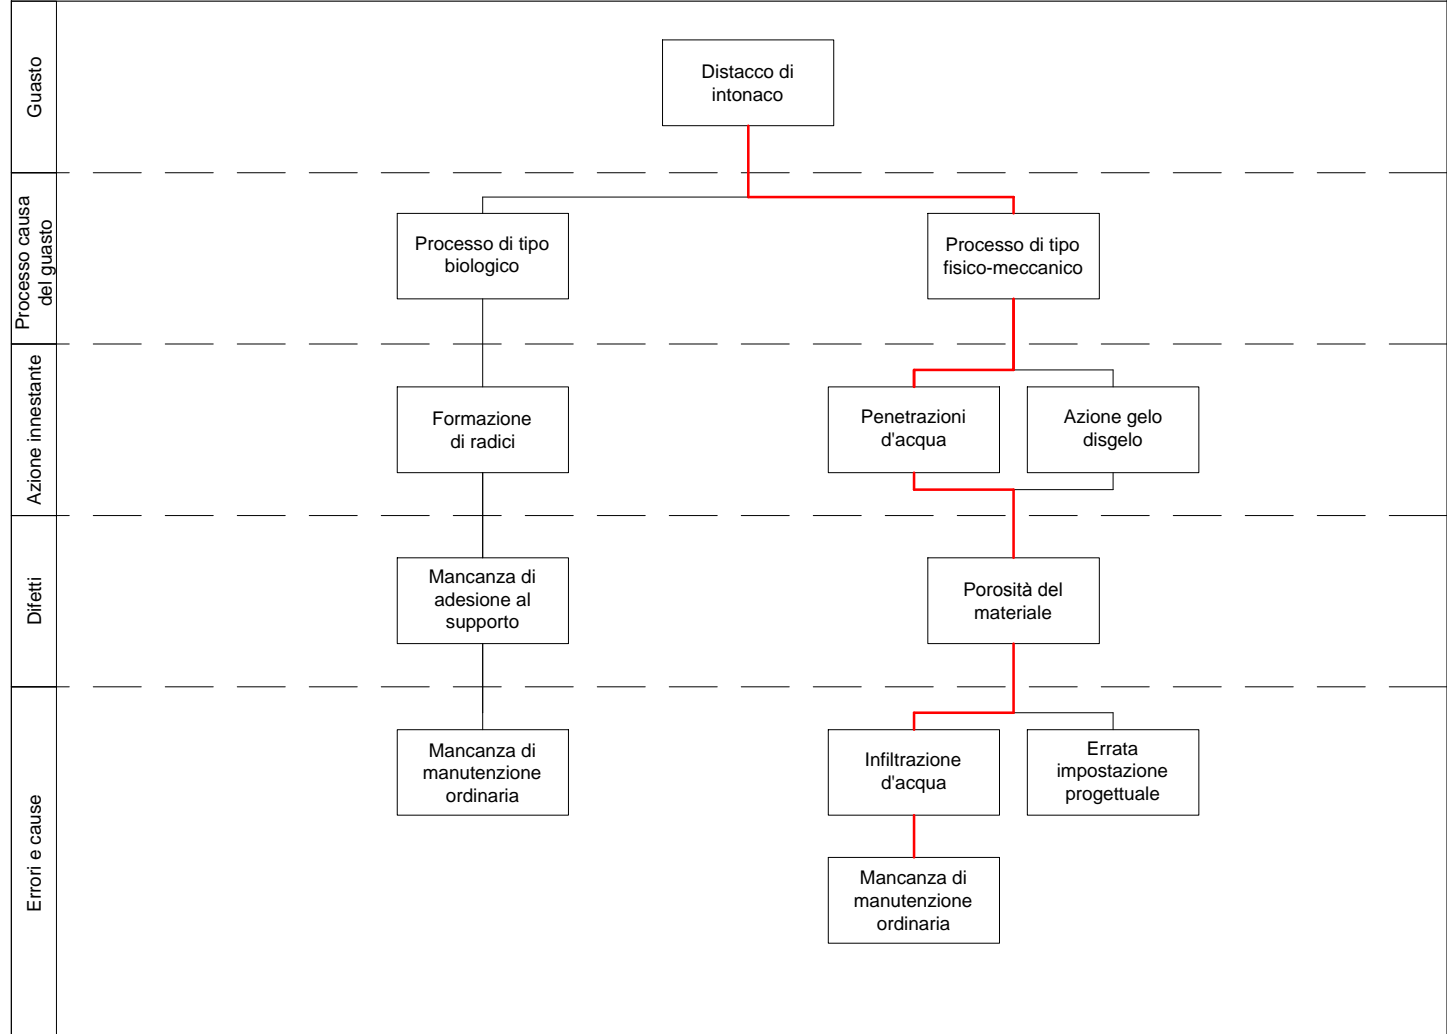 Guasto
Distacco di
intonaco
Processo causa
del guasto
Processo di tipo
biologico
Processo di tipo
fisico-meccanico
Azione innestante
Formazione
di radici
Penetrazioni
d'acqua
Azione gelo
disgelo
Difetti
Mancanza di
adesione al
supporto
Porosità del
materiale
Errori e cause
Mancanza di
manutenzione
ordinaria
Infiltrazione
d'acqua
Errata
impostazione
progettuale
Mancanza di
manutenzione
ordinaria